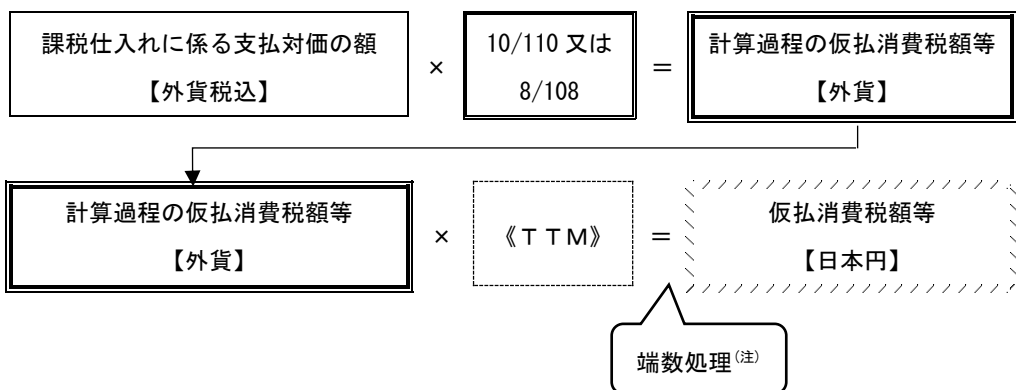 課税仕入れに係る支払対価の額
【外貨税込】
×
10/110 又は
8/108
＝
計算過程の仮払消費税額等
【外貨】
計算過程の仮払消費税額等
【外貨】
×
《ＴＴＭ》
＝
仮払消費税額等
【日本円】
端数処理(注)